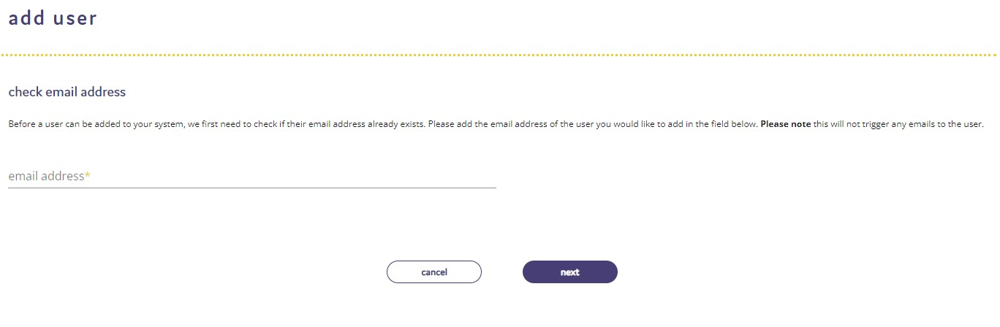 add user
check email address
Before a user can be added to your system, we first need to check if their email address already exists. Please add the email address of the user you would like to add in the field below. Please note this will not trigger any emails to the user.
email address*
cancel
next